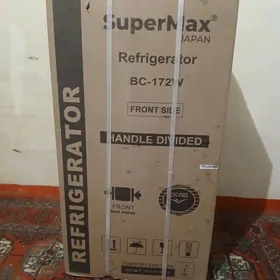 SuperMax®
JAPAN
Refrigerator
BC-172W
FRONT SIDE
HANDLE DIVIDED
REFRIGERATOR
FRONT